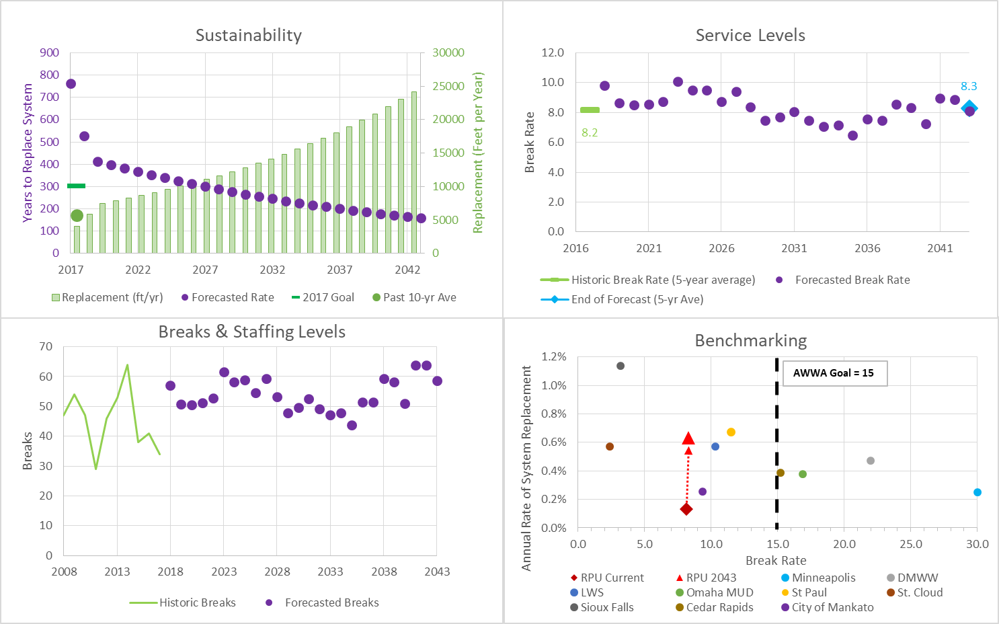 Sustainability
Years to Replace System
900
800
700
600
500
400
300
200
100
0
30000
25000
20000
15000
10000
5000
0
Replacement (Feet per Year)
2017 2022 2027 2032 2037 2042
Replacement (ft/yr) Forecasted Rate 2017 Goal Past 10-yr Ave
Service Levels
Break Rate
12.0
10.0
8.0
6.0
4.0
2.0
0.0
8.2
8.3
2016 2021 2026 2031 2036 2041
Historic Break Rate (5-year average) Forecasted Break Rate
End of Forecast (5-yr Ave)
Breaks & Staffing Levels
Breaks
70
60
50
40
30
20
10
0
2008 2013 2018 2023 2028 2033 2038 2043
Historic Breaks Forecasted Breaks
Benchmarking
Annual Rate of System Replacement
1.2%
1.0%
0.8%
0.6%
0.4%
0.2%
0.0%
AWWA Goal = 15
0.0 5.0 10.0 15.0 20.0 25.0 30.0
Break Rate
RPU Current RPU 2043 Minneapolis DMWW
LWS Omaha MUD St Paul St. Cloud
Sioux Falls Cedar Rapids City of Mankato